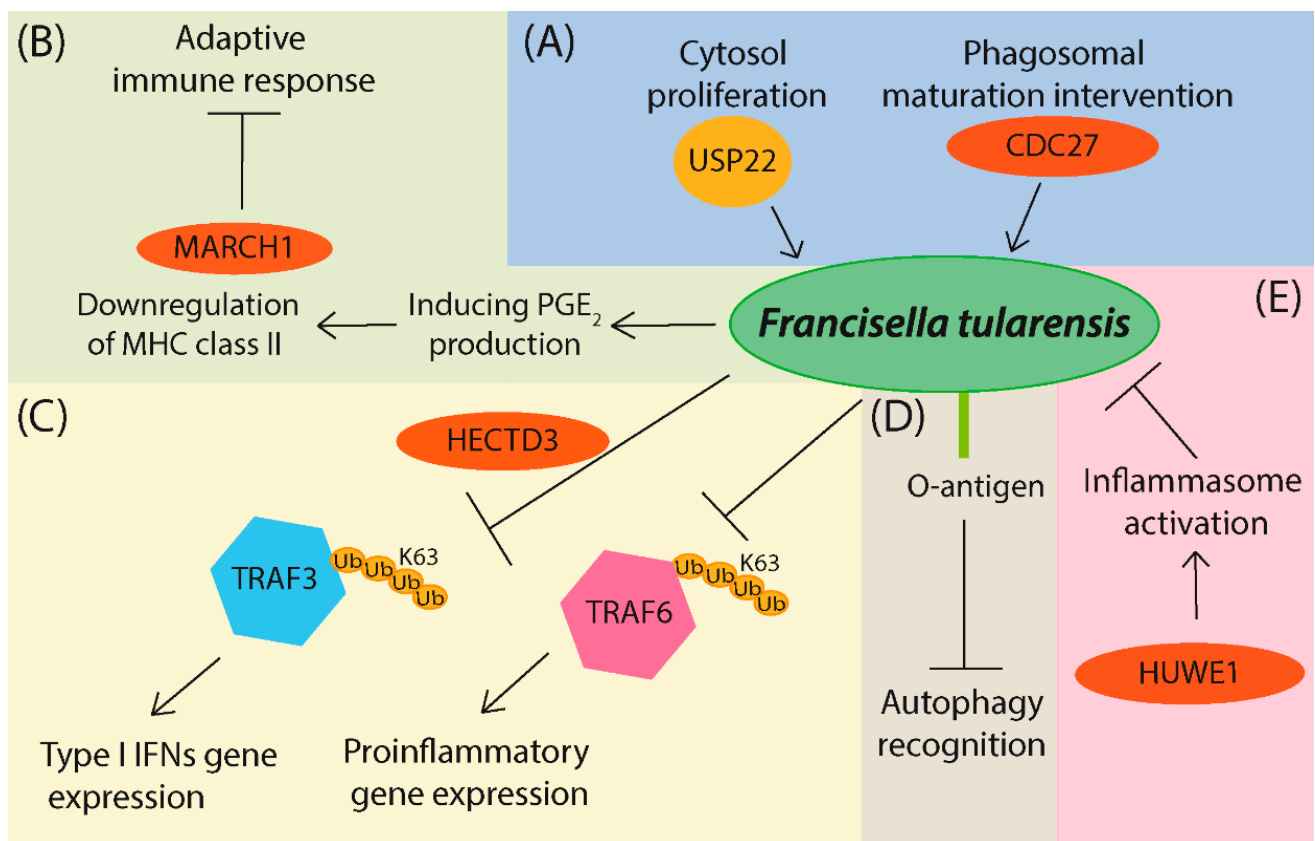 (B)
Adaptive
immune response
MARCH1
Downregulation
of MHC class II
Inducing PGE₂
production
(A)
Cytosol
proliferation
USP22
Phagosomal
maturation intervention
CDC27
Francisella tularensis
(C)
HECTD3
TRAF3
Ub
Ub
Ub
Ub
K63
TRAF6
Ub
Ub
Ub
Ub
K63
Type I IFNs gene
expression
Proinflammatory
gene expression
(D)
O-antigen
Autophagy
recognition
(E)
Inflammasome
activation
HUWE1